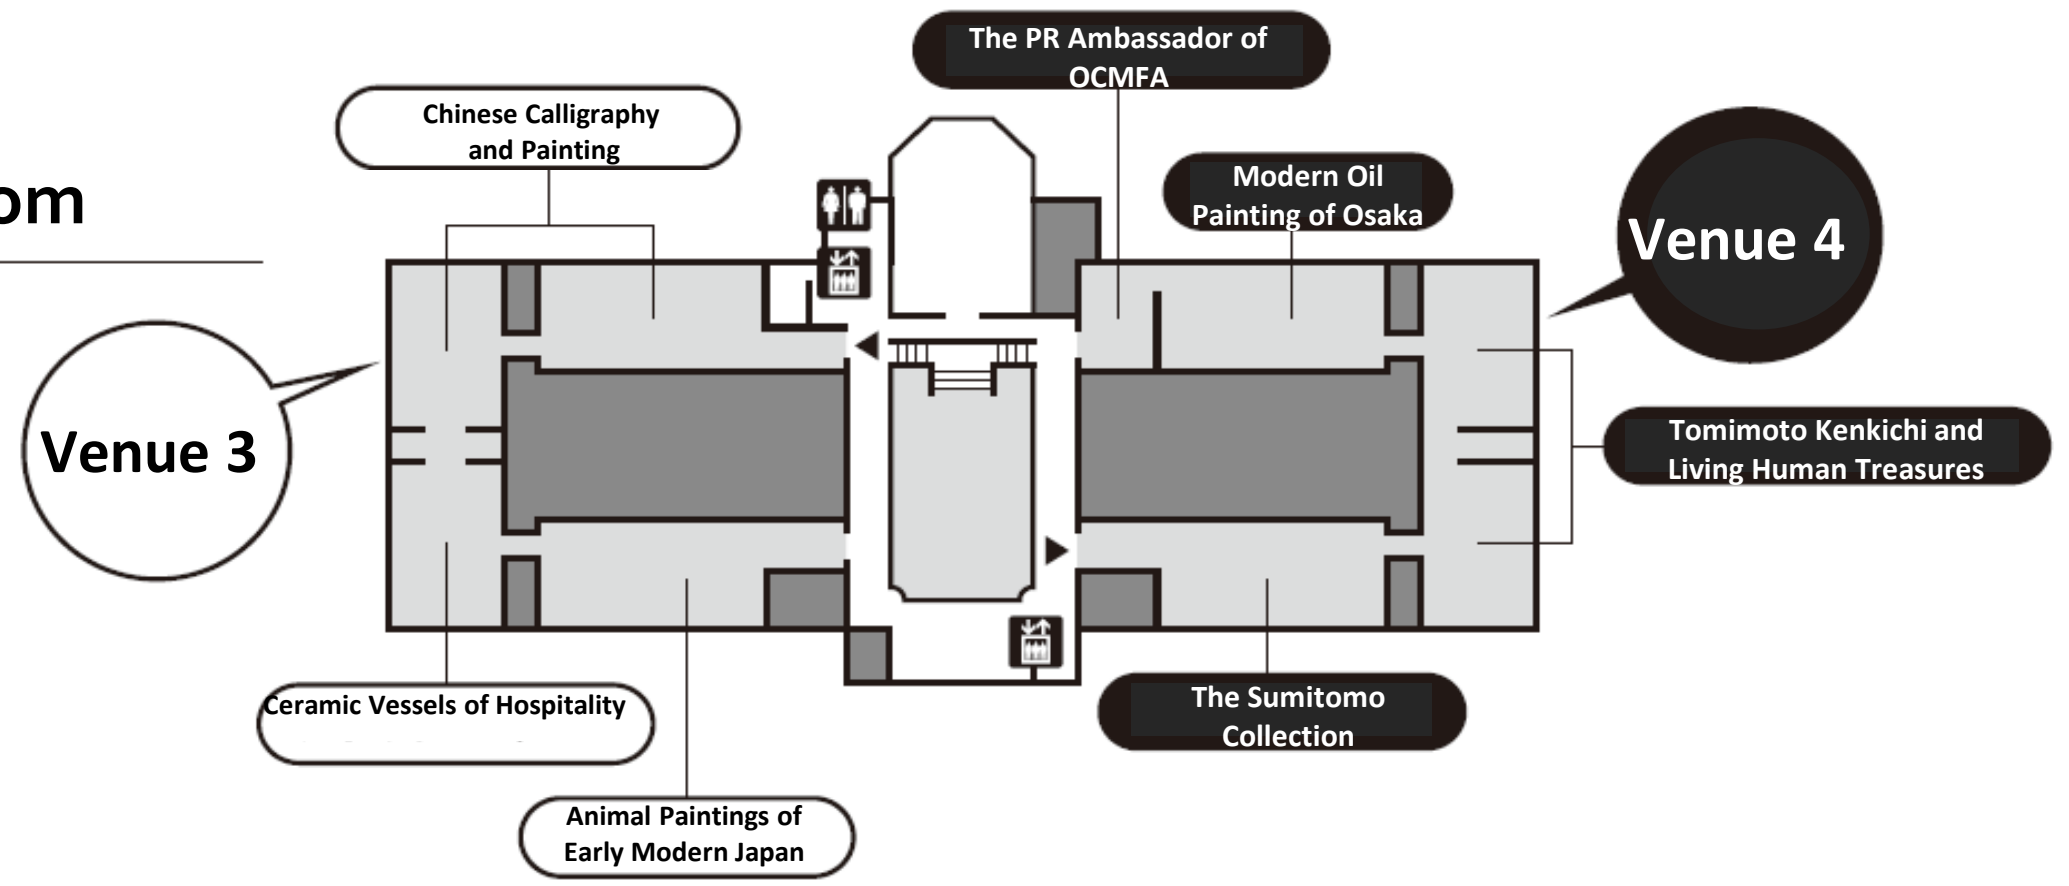 The PR Ambassador of
OCMFA
Chinese Calligraphy
and Painting
Modern Oil
Painting of Osaka
om
Venue 4
Venue 3
Tomimoto Kenkichi and
Living Human Treasures
Ceramic Vessels of Hospitality
The Sumitomo
Collection
Animal Paintings of
Early Modern Japan